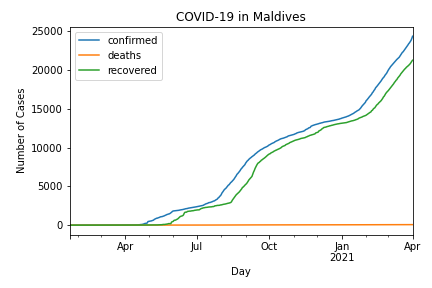 COVID-19 in Maldives
25000
20000
15000
10000
5000
0
Number of Cases
confirmed
deaths
recovered
Apr
Jul
Oct
Jan
2021
Apr
Day